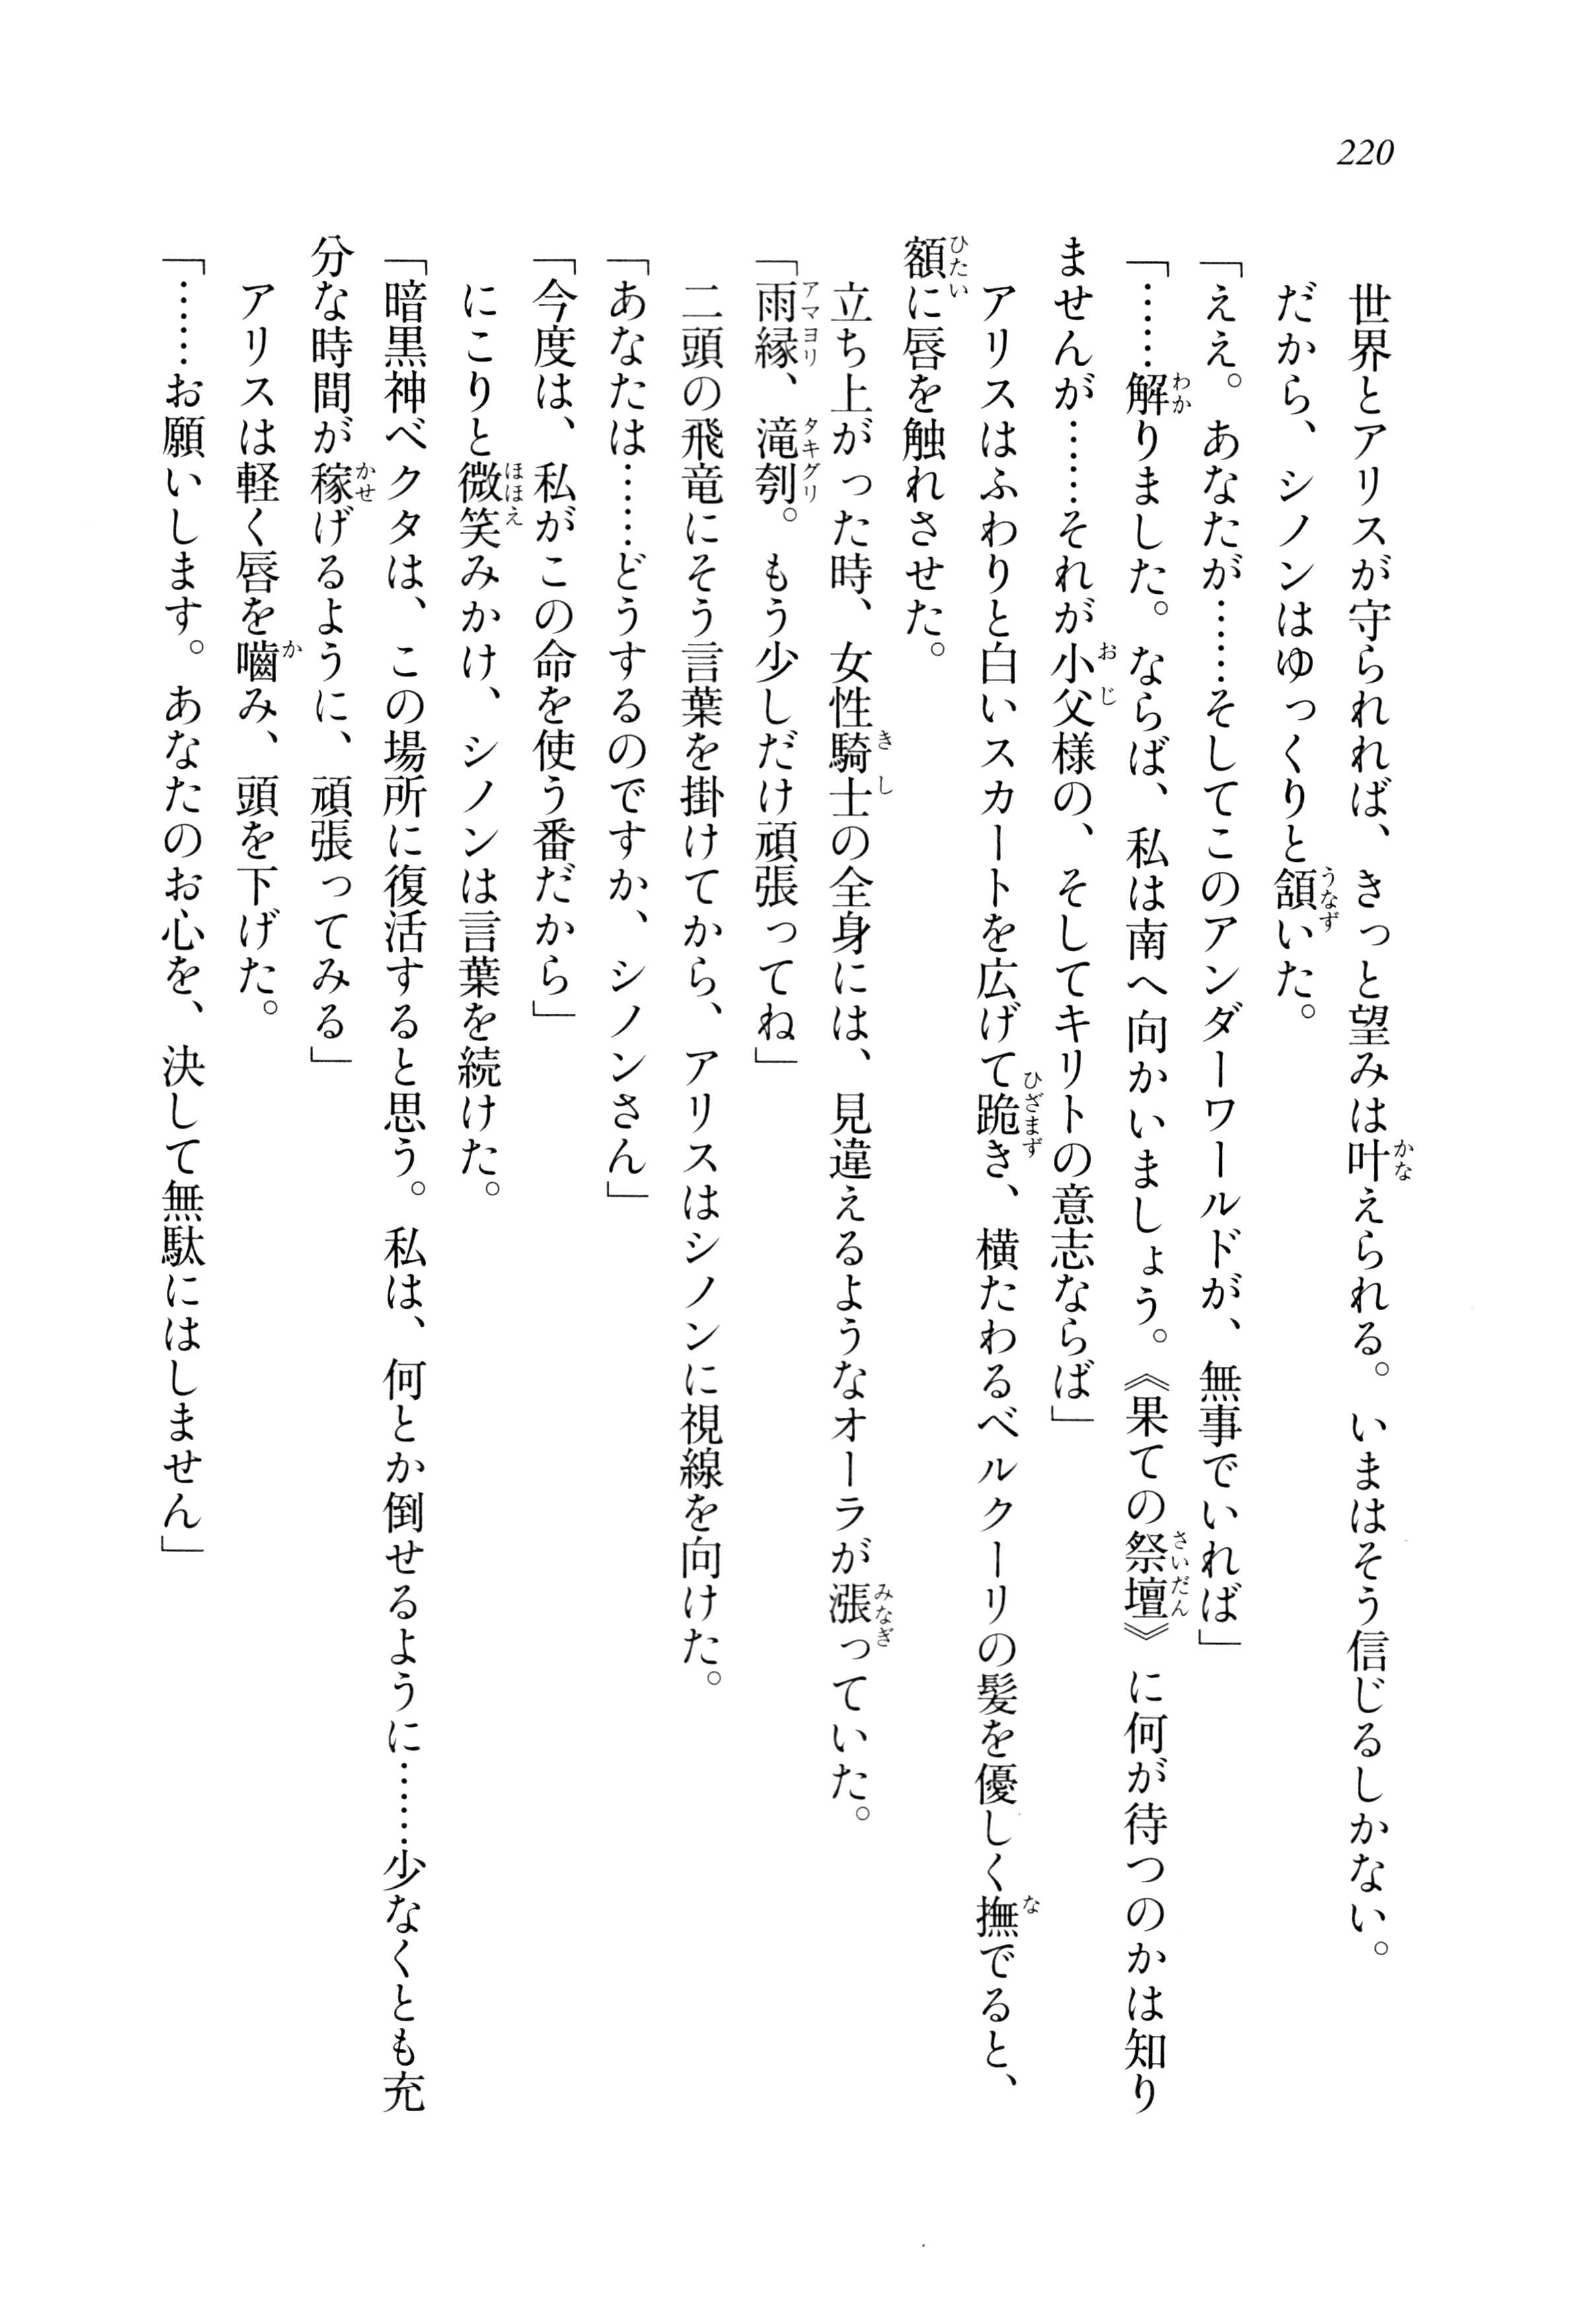 220
世界とアリスが守られれば、きっと望みは叶えられる。いまはそう信じるしかない。
だから、シノンはゆっくりと頷いた。
「ええ。あなたが……そしてこのアンダーワールドが、無事でいれば」
「……解りました。ならば、私は南へ向かいましょう。《果ての祭壇》に何が待つのかは知り
ませんが……それが小父様の、そしてキリトの意志ならば」
アリスはふわりと白いスカートを広げて跪き、横たわるベルクーリの髪を優しく撫でると、
額に唇を触れさせた。
立ち上がった時、女性騎士の全身には、見違えるようなオーラが漲っていた。
「雨縁、滝刳。もう少しだけ頑張ってね」
二頭の飛竜にそう言葉を掛けてから、アリスはシノンに視線を向けた。
「あなたは……どうするのですか、シノンさん」
「今度は、私がこの命を使う番だから」
にこりと微笑みかけ、シノンは言葉を続けた。
「暗黒神ベクタは、この場所に復活すると思う。私は、何とか倒せるように……少なくとも充
分な時間が稼げるように、頑張ってみる」
アリスは軽く唇を嚙み、頭を下げた。
「……お願いします。あなたのお心を、決して無駄にはしません」